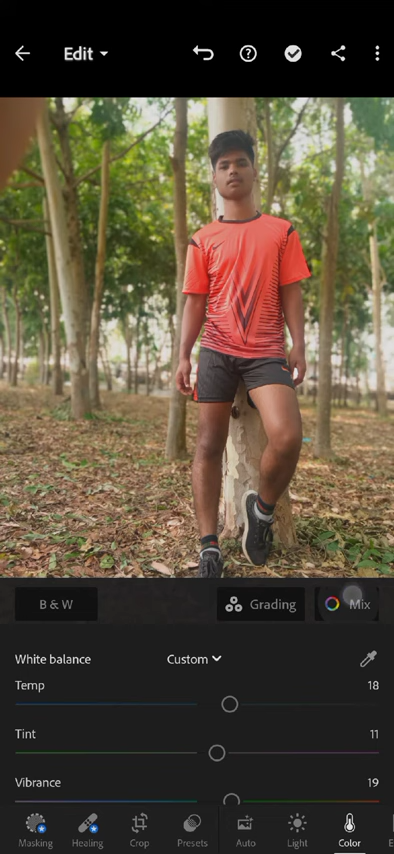 Edit
B & W Grading Mix
White balance Custom
Temp 18
Tint 11
Vibrance 19
Masking Healing Crop Presets Auto Light Color